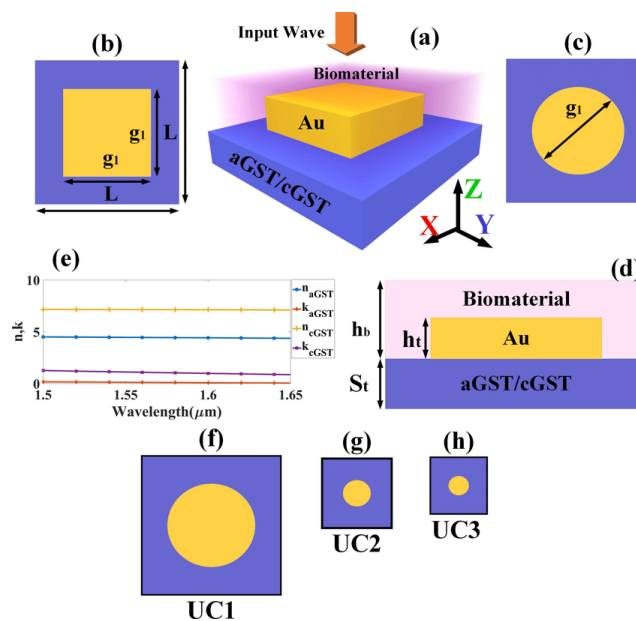 (b)
g1
L
g1
L
Input Wave
(a)
Biomaterial
Au
aGST/cGST
Z
X
Y
(c)
g1
(e)
10
5
0
n,k
1.5
1.55
1.6
1.65
Wavelength(μm)
naGST
kaGST
ncGST
kcGST
(d)
hb
Biomaterial
ht
Au
St
aGST/cGST
(f)
UC1
(g)
UC2
(h)
UC3